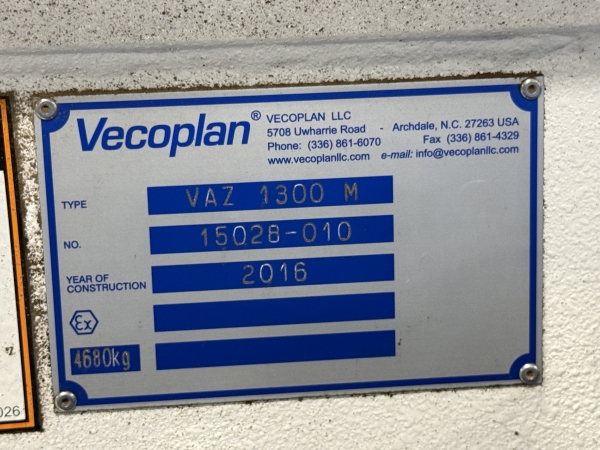 Vecoplan® VECOPLAN LLC
5708 Uwharrie Road - Archdale, N.C. 27263 USA
Phone: (336) 861-6070 Fax (336) 861-4329
www.vecoplanllc.com e-mail: info@vecoplanllc.com
TYPE VAZ 1300 M
NO. 15028-010
YEAR OF CONSTRUCTION 2016
Ex
4680kg
026